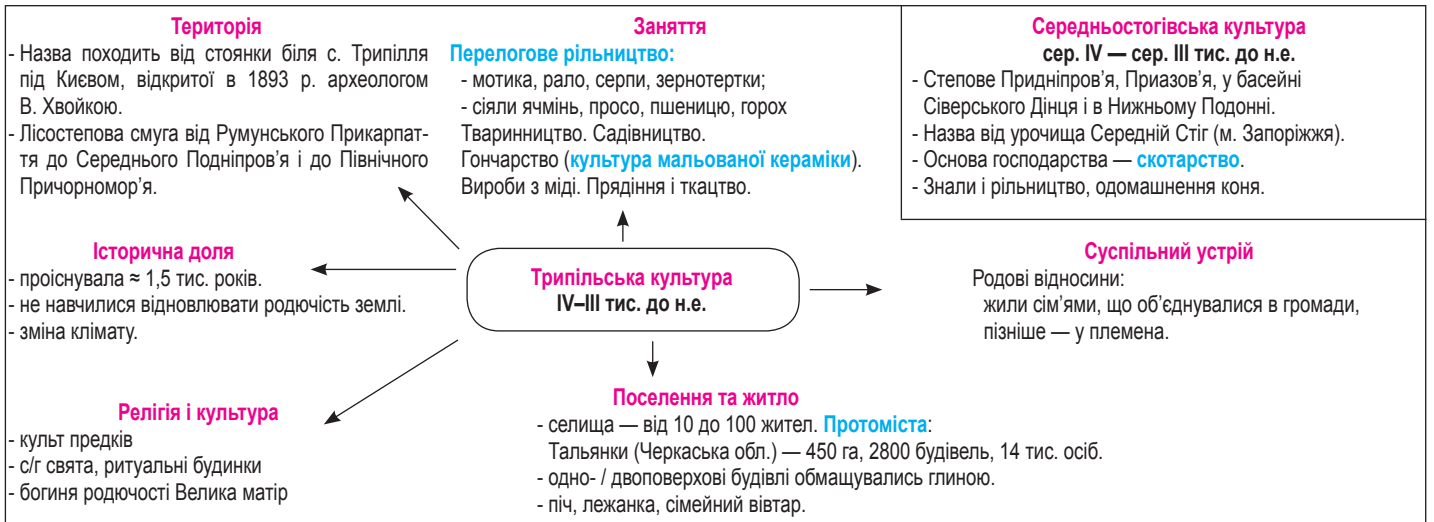 Територія
- Назва походить від стоянки біля с. Трипілля
під Києвом, відкритої в 1893 р. археологом
В. Хвойкою.
- Лісостепова смуга від Румунського Прикарпат-
тя до Середнього Подніпров’я і до Північного
Причорномор’я.
Заняття
Перелогове рільництво:
- мотика, рало, серпи, зернотертки;
- сіяли ячмінь, просо, пшеницю, горох
Тваринництво. Садівництво.
Гончарство (культура мальованої кераміки).
Вироби з міді. Прядіння і ткацтво.
Середньостогівська культура
сер. IV — сер. III тис. до н.е.
- Степове Придніпров’я, Приазов’я, у басейні
Сіверського Дінця і в Нижньому Подонні.
- Назва від урочища Середній Стіг (м. Запоріжжя).
- Основа господарства — скотарство.
- Знали і рільництво, одомашнення коня.
Історична доля
- проіснувала ≈ 1,5 тис. років.
- не навчилися відновлювати родючість землі.
- зміна клімату.
Трипільська культура
IV–III тис. до н.е.
Суспільний устрій
Родові відносини:
жили сім’ями, що об’єднувалися в громади,
пізніше — у племена.
Релігія і культура
- культ предків
- с/г свята, ритуальні будинки
- богиня родючості Велика матір
Поселення та житло
- селища — від 10 до 100 жител. Протоміста:
Тальянки (Черкаська обл.) — 450 га, 2800 будівель, 14 тис. осіб.
- одно- / двоповерхові будівлі обмащувались глиною.
- піч, лежанка, сімейний вівтар.